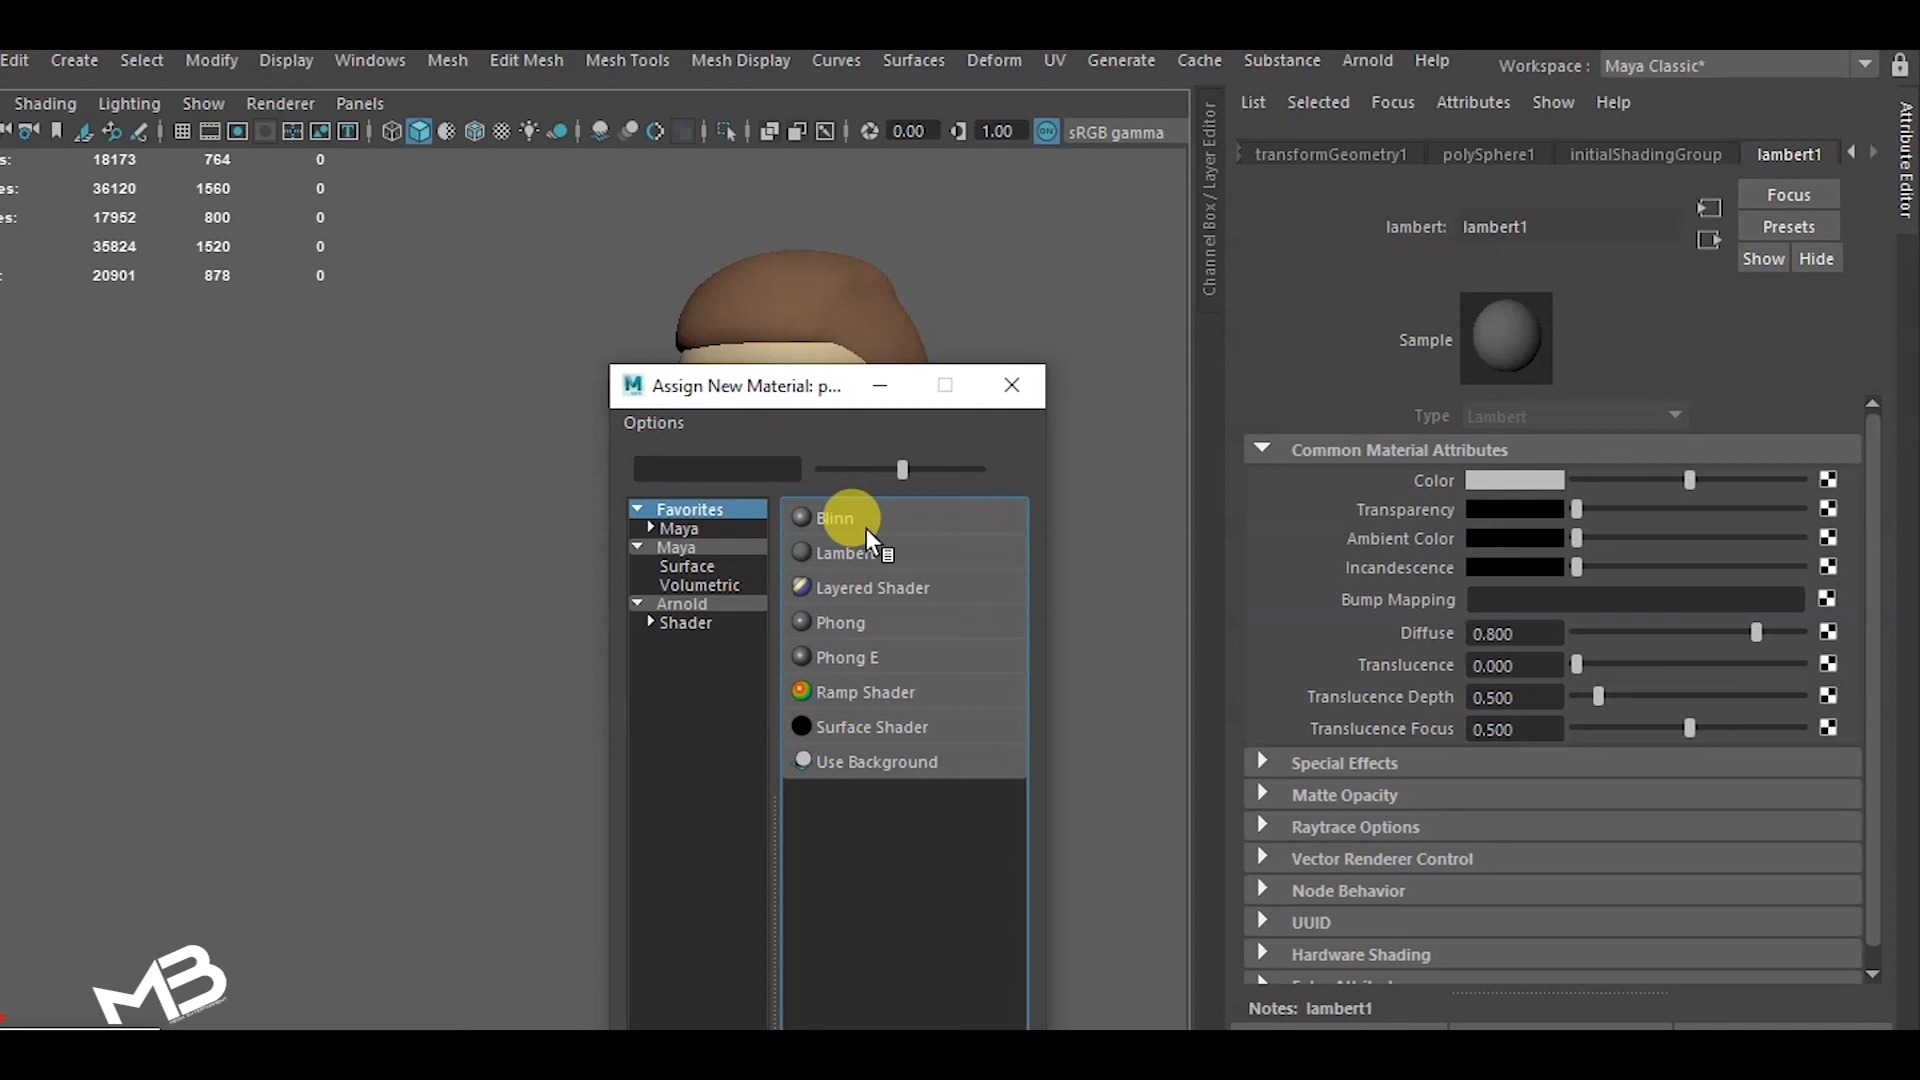 Edit Create Select Modify Display Windows Mesh Edit Mesh Mesh Tools Mesh Display Curves Surfaces Deform UV Generate Cache Substance Arnold Help Workspace : Maya Classic*
Shading Lighting Show Renderer Panels
0.00 1.00 ON sRGB gamma
s: 18173 764 0
es: 36120 1560 0
es: 17952 800 0
35824 1520 0
: 20901 878 0
M Assign New Material: p...
Options
Favorites
Maya
Maya
Surface
Volumetric
Arnold
Shader
Blinn
Lambert
Layered Shader
Phong
Phong E
Ramp Shader
Surface Shader
Use Background
Channel Box / Layer Editor
List Selected Focus Attributes Show Help
transformGeometry1 polySphere1 initialShadingGroup lambert1
Attribute Editor
Focus
lambert: lambert1
Presets
Show Hide
Sample
Type Lambert
Common Material Attributes
Color
Transparency
Ambient Color
Incandescence
Bump Mapping
Diffuse 0.800
Translucence 0.000
Translucence Depth 0.500
Translucence Focus 0.500
Special Effects
Matte Opacity
Raytrace Options
Vector Renderer Control
Node Behavior
UUID
Hardware Shading
Notes: lambert1
MB